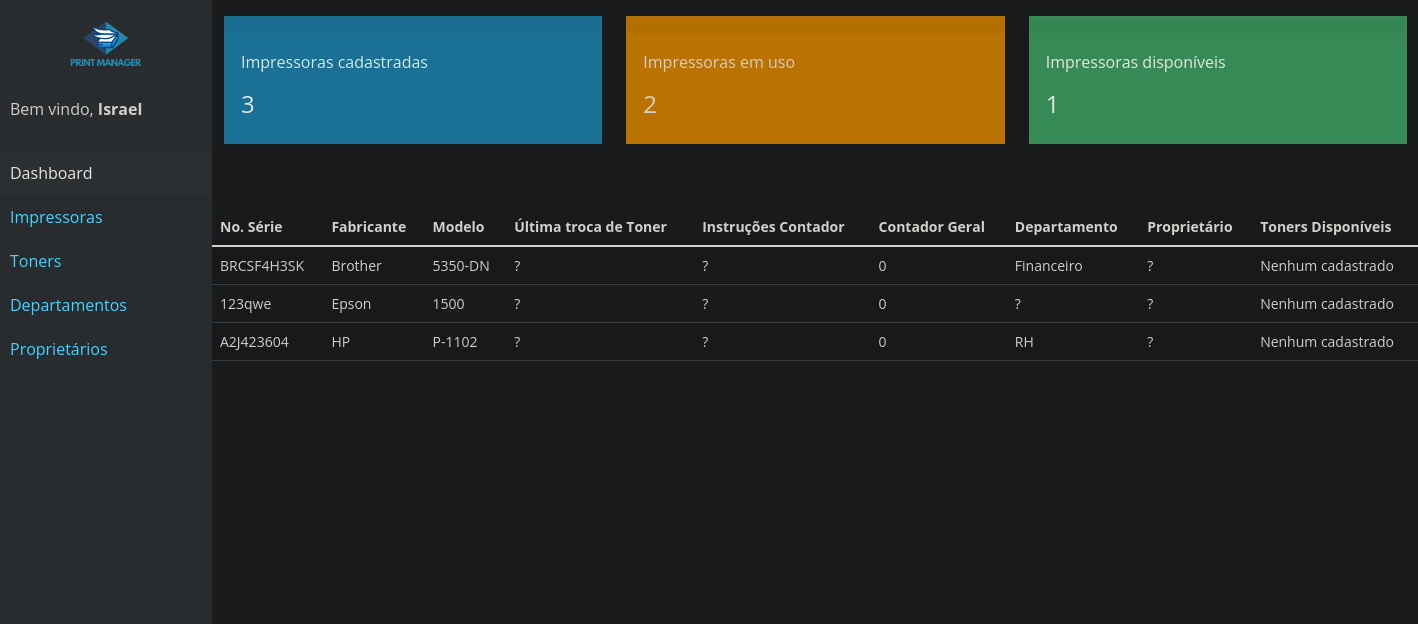 PRINT MANAGER
Bem vindo, Israel
Dashboard
Impressoras
Toners
Departamentos
Proprietários
Impressoras cadastradas
3
Impressoras em uso
2
Impressoras disponíveis
1
No. Série Fabricante Modelo Última troca de Toner Instruções Contador Contador Geral Departamento Proprietário Toners Disponíveis
BRCSF4H3SK Brother 5350-DN ? ? 0 Financeiro ? Nenhum cadastrado
123qwe Epson 1500 ? ? 0 ? ? Nenhum cadastrado
A2J423604 HP P-1102 ? ? 0 RH ? Nenhum cadastrado